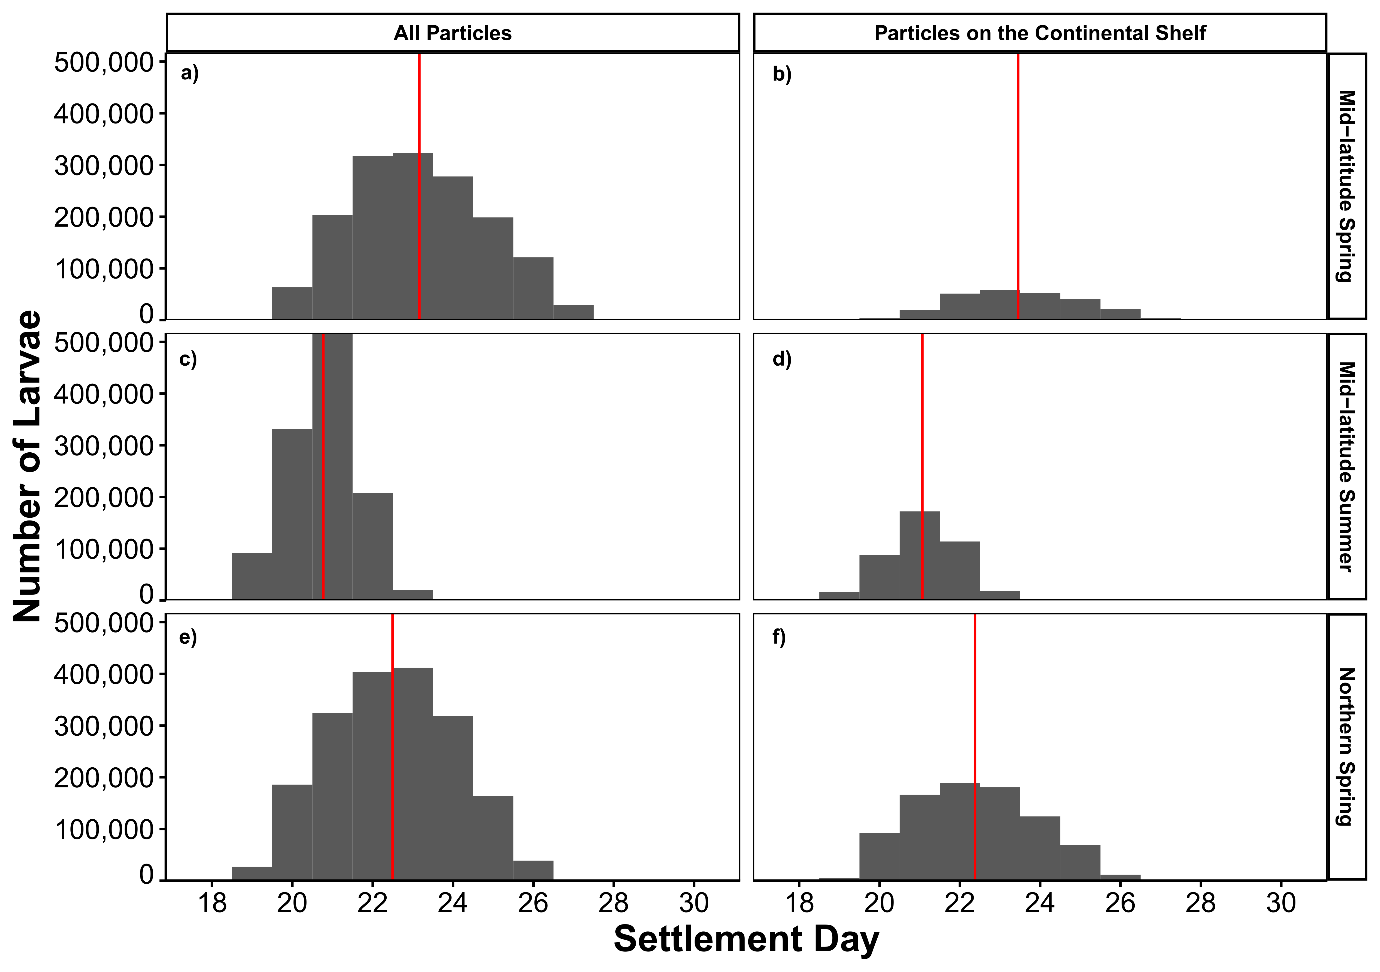 All Particles
Particles on the Continental Shelf
Number of Larvae
a)
500,000
400,000
300,000
200,000
100,000
0
b)
Mid−latitude Spring
c)
500,000
400,000
300,000
200,000
100,000
0
d)
Mid−latitude Summer
e)
500,000
400,000
300,000
200,000
100,000
0
f)
Northern Spring
18 20 22 24 26 28 30
18 20 22 24 26 28 30
Settlement Day